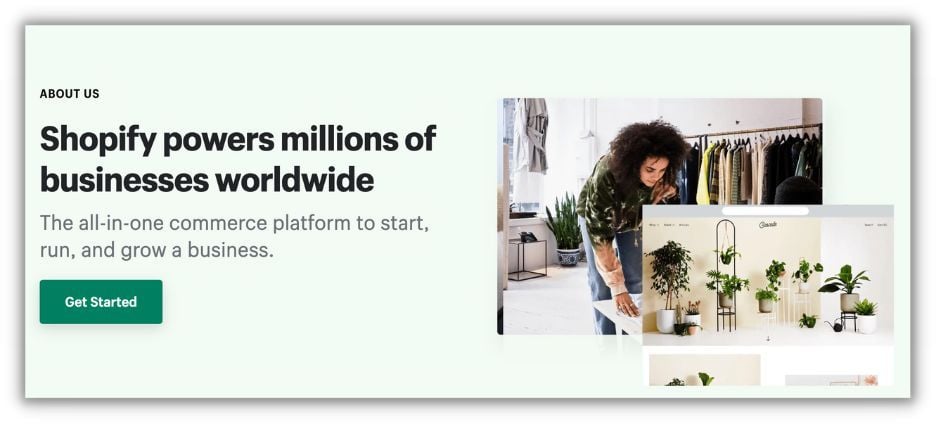 ABOUT US
Shopify powers millions of
businesses worldwide
The all-in-one commerce platform to start,
run, and grow a business.
Get Started